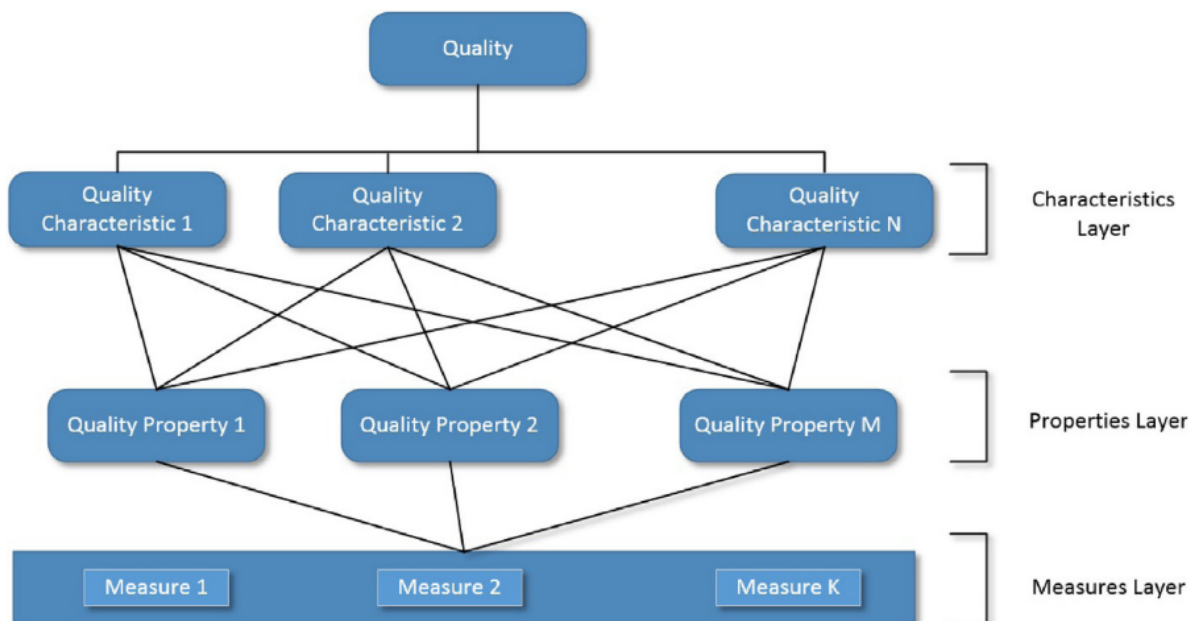 Quality
Quality
Characteristic 1
Quality
Characteristic 2
Quality
Characteristic N
Characteristics
Layer
Quality Property 1
Quality Property 2
Quality Property M
Properties Layer
Measure 1
Measure 2
Measure K
Measures Layer